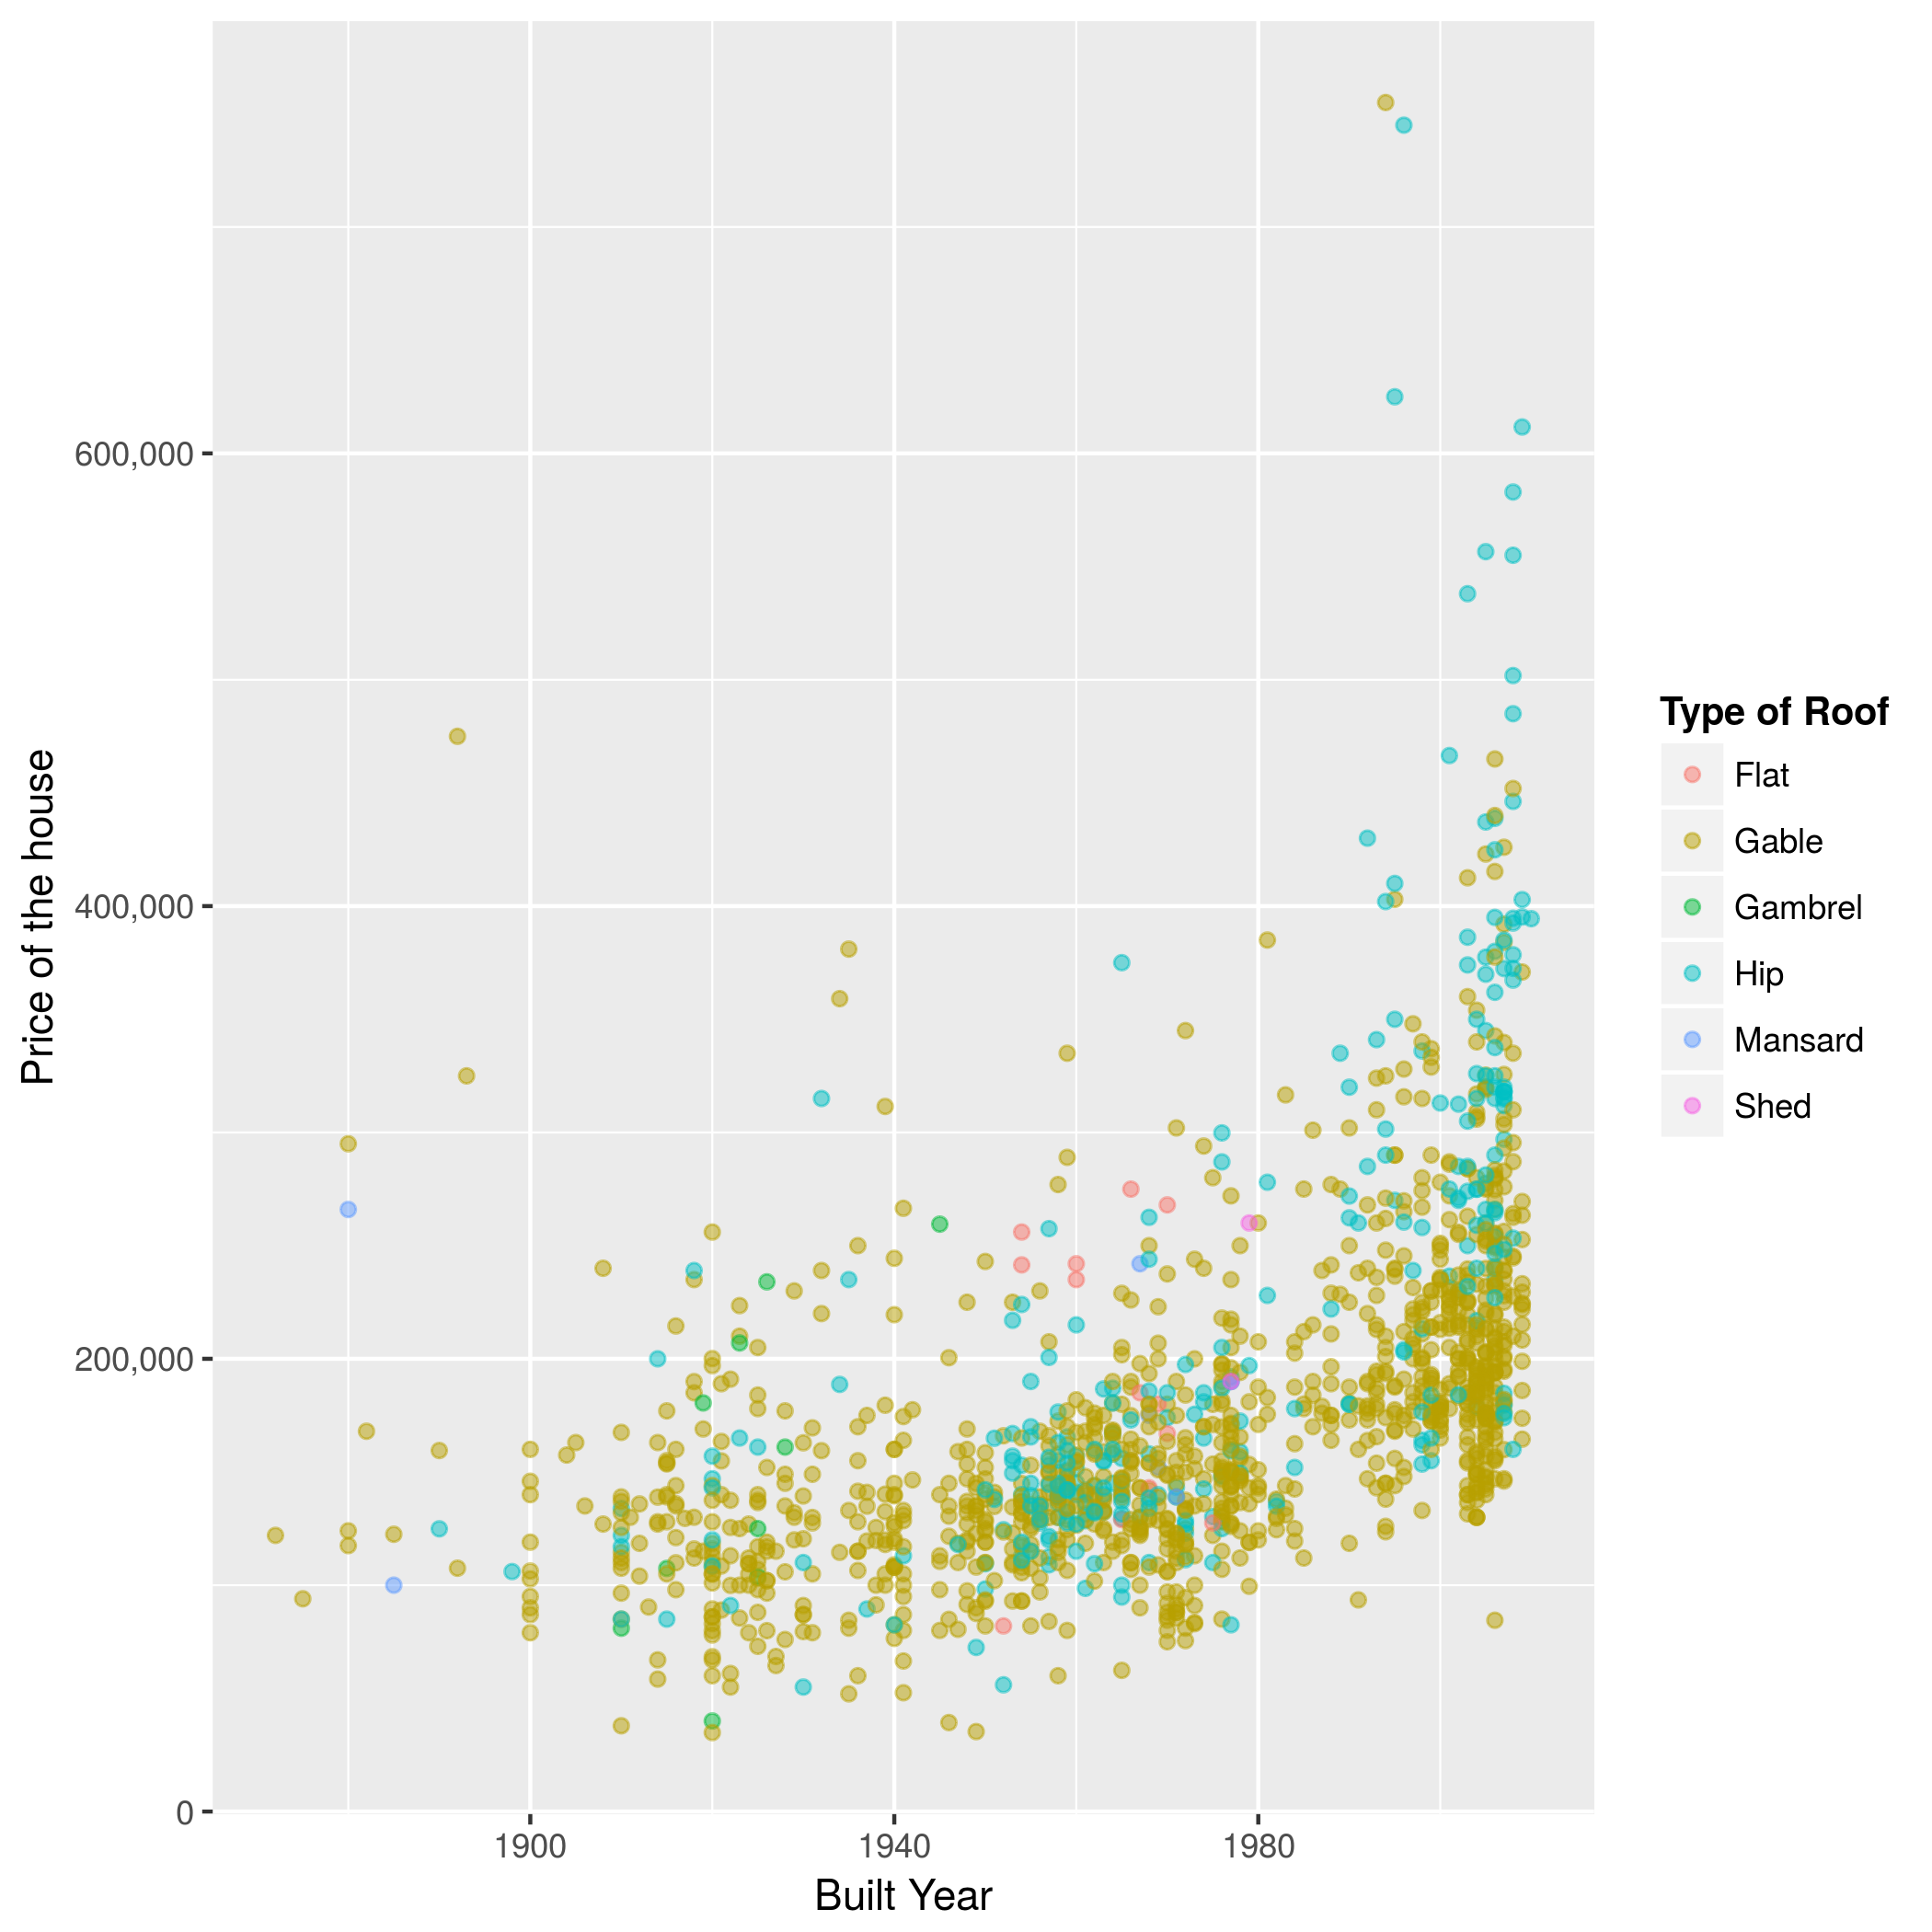 Price of the house
600,000
400,000
200,000
0
1900
1940
1980
Built Year
Type of Roof
Flat
Gable
Gambrel
Hip
Mansard
Shed